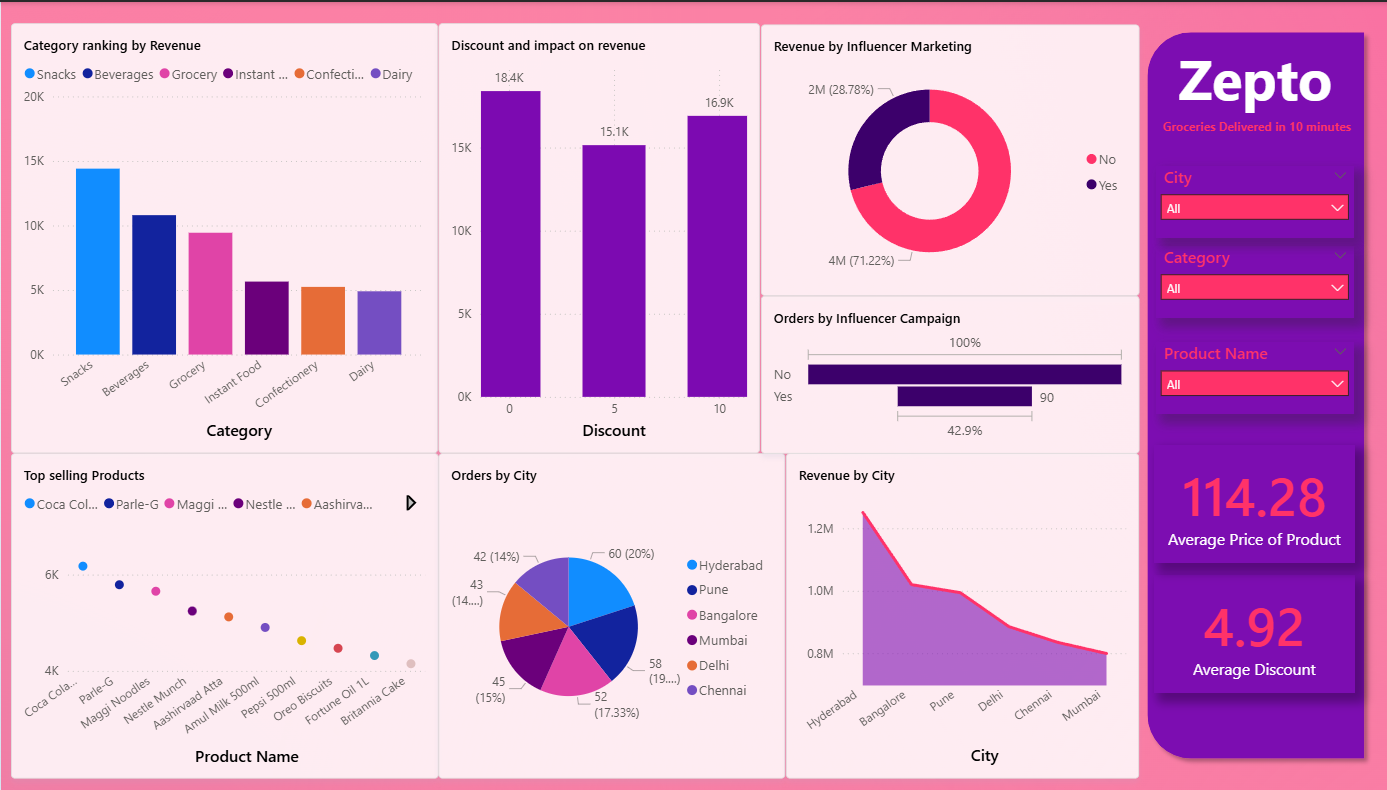 Category ranking by Revenue
Snacks Beverages Grocery Instant ... Confecti... Dairy
20K
15K
10K
5K
0K
Snacks
Beverages
Grocery
Instant Food
Confectionery
Dairy
Category
Discount and impact on revenue
18.4K
15.1K
16.9K
15K
10K
5K
0K
0 5 10
Discount
Revenue by Influencer Marketing
2M (28.78%)
4M (71.22%)
No
Yes
Orders by Influencer Campaign
100%
No
Yes
90
42.9%
Top selling Products
Coca Col... Parle-G Maggi ... Nestle ... Aashirva...
6K
4K
Coca Cola...
Parle-G
Maggi Noodles
Nestle Munch
Aashirvaad Atta
Amul Milk 500ml
Pepsi 500ml
Oreo Biscuits
Fortune Oil 1L
Britannia Cake
Product Name
Orders by City
60 (20%)
58
(19....)
52
(17.33%)
45
(15%)
43
(14....)
42 (14%)
Hyderabad
Pune
Bangalore
Mumbai
Delhi
Chennai
Revenue by City
1.2M
1.0M
0.8M
Hyderabad
Bangalore
Pune
Delhi
Chennai
Mumbai
City
Zepto
Groceries Delivered in 10 minutes
City
All
Category
All
Product Name
All
114.28
Average Price of Product
4.92
Average Discount